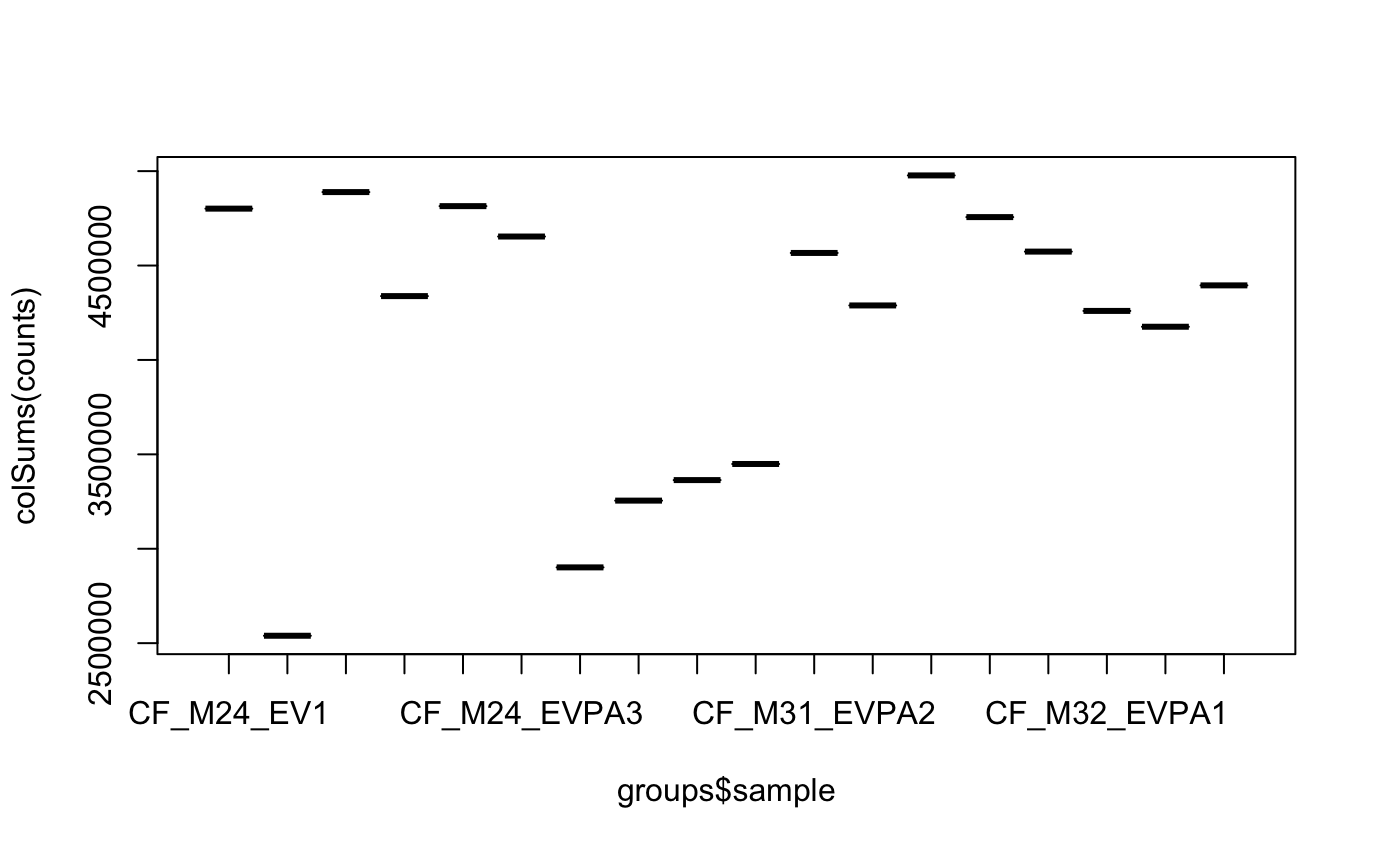 colSums(counts)
4500000
3500000
2500000
CF_M24_EV1 CF_M24_EVPA3 CF_M31_EVPA2 CF_M32_EVPA1
groups$sample